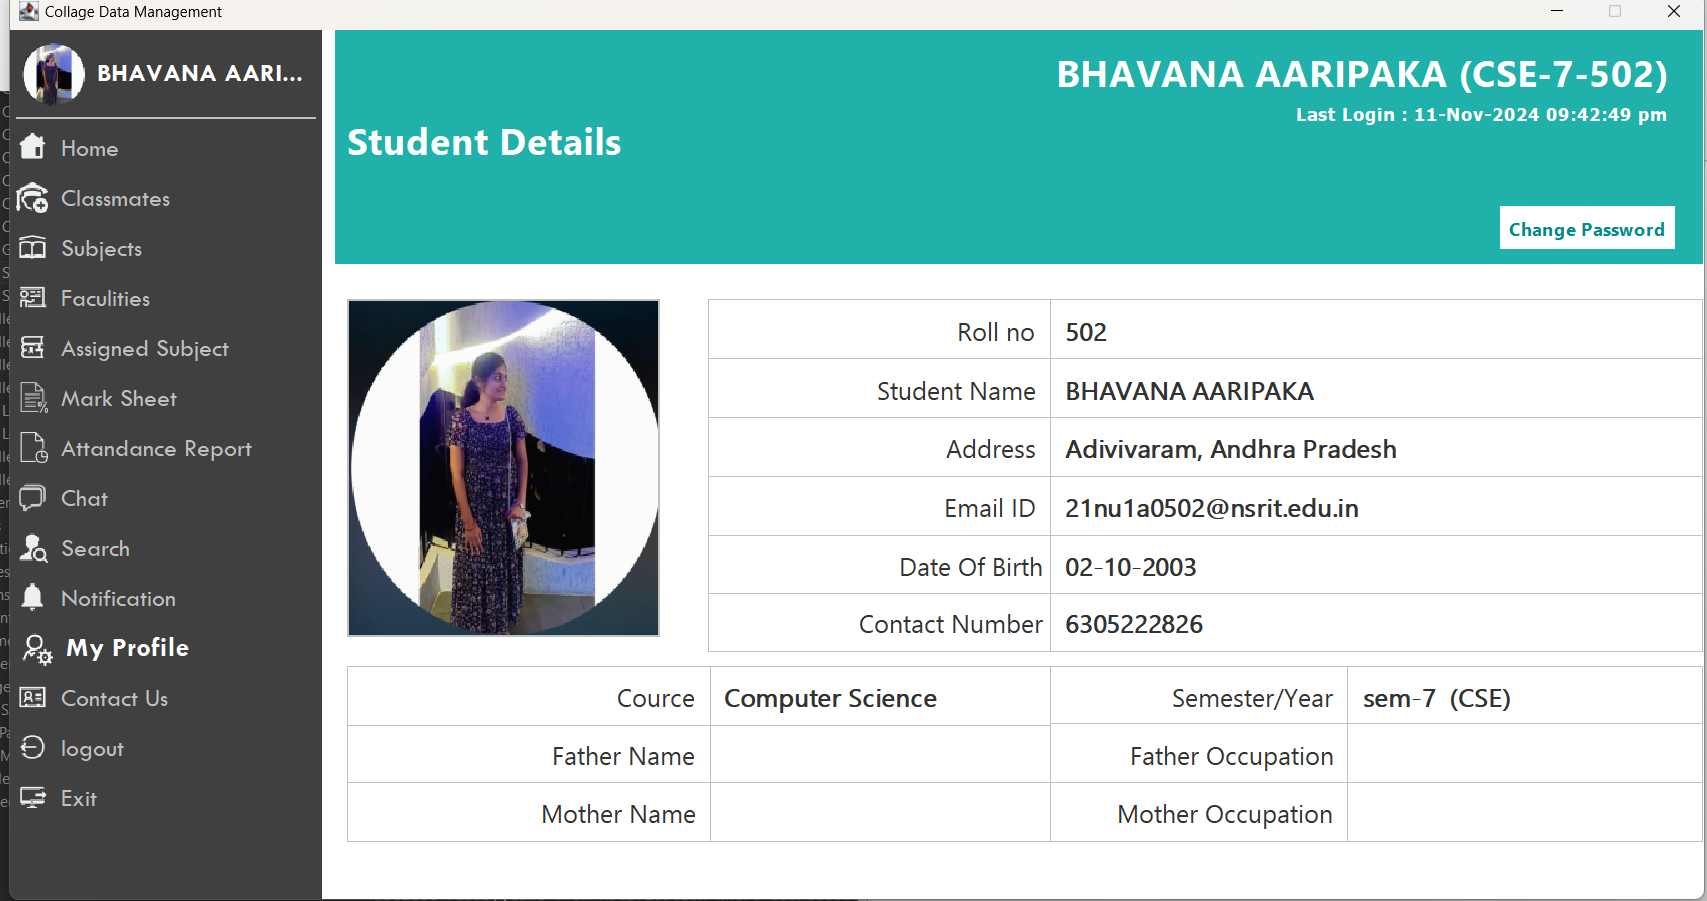 Collage Data Management
BHAVANA AARI...
Home
Classmates
Subjects
Faculities
Assigned Subject
Mark Sheet
Attandance Report
Chat
Search
Notification
My Profile
Contact Us
logout
Exit
BHAVANA AARIPAKA (CSE-7-502)
Last Login : 11-Nov-2024 09:42:49 pm
Student Details
Change Password
Roll no 502
Student Name BHAVANA AARIPAKA
Address Adivivaram, Andhra Pradesh
Email ID 21nu1a0502@nsrit.edu.in
Date Of Birth 02-10-2003
Contact Number 6305222826
Cource Computer Science Semester/Year sem-7 (CSE)
Father Name Father Occupation
Mother Name Mother Occupation